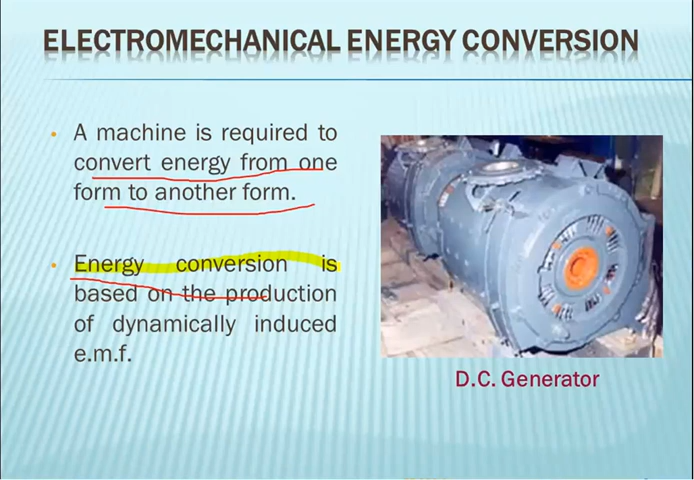 ELECTROMECHANICAL ENERGY CONVERSION
• A machine is required to
convert energy from one
form to another form.
• Energy conversion is
based on the production
of dynamically induced
e.m.f.
D.C. Generator